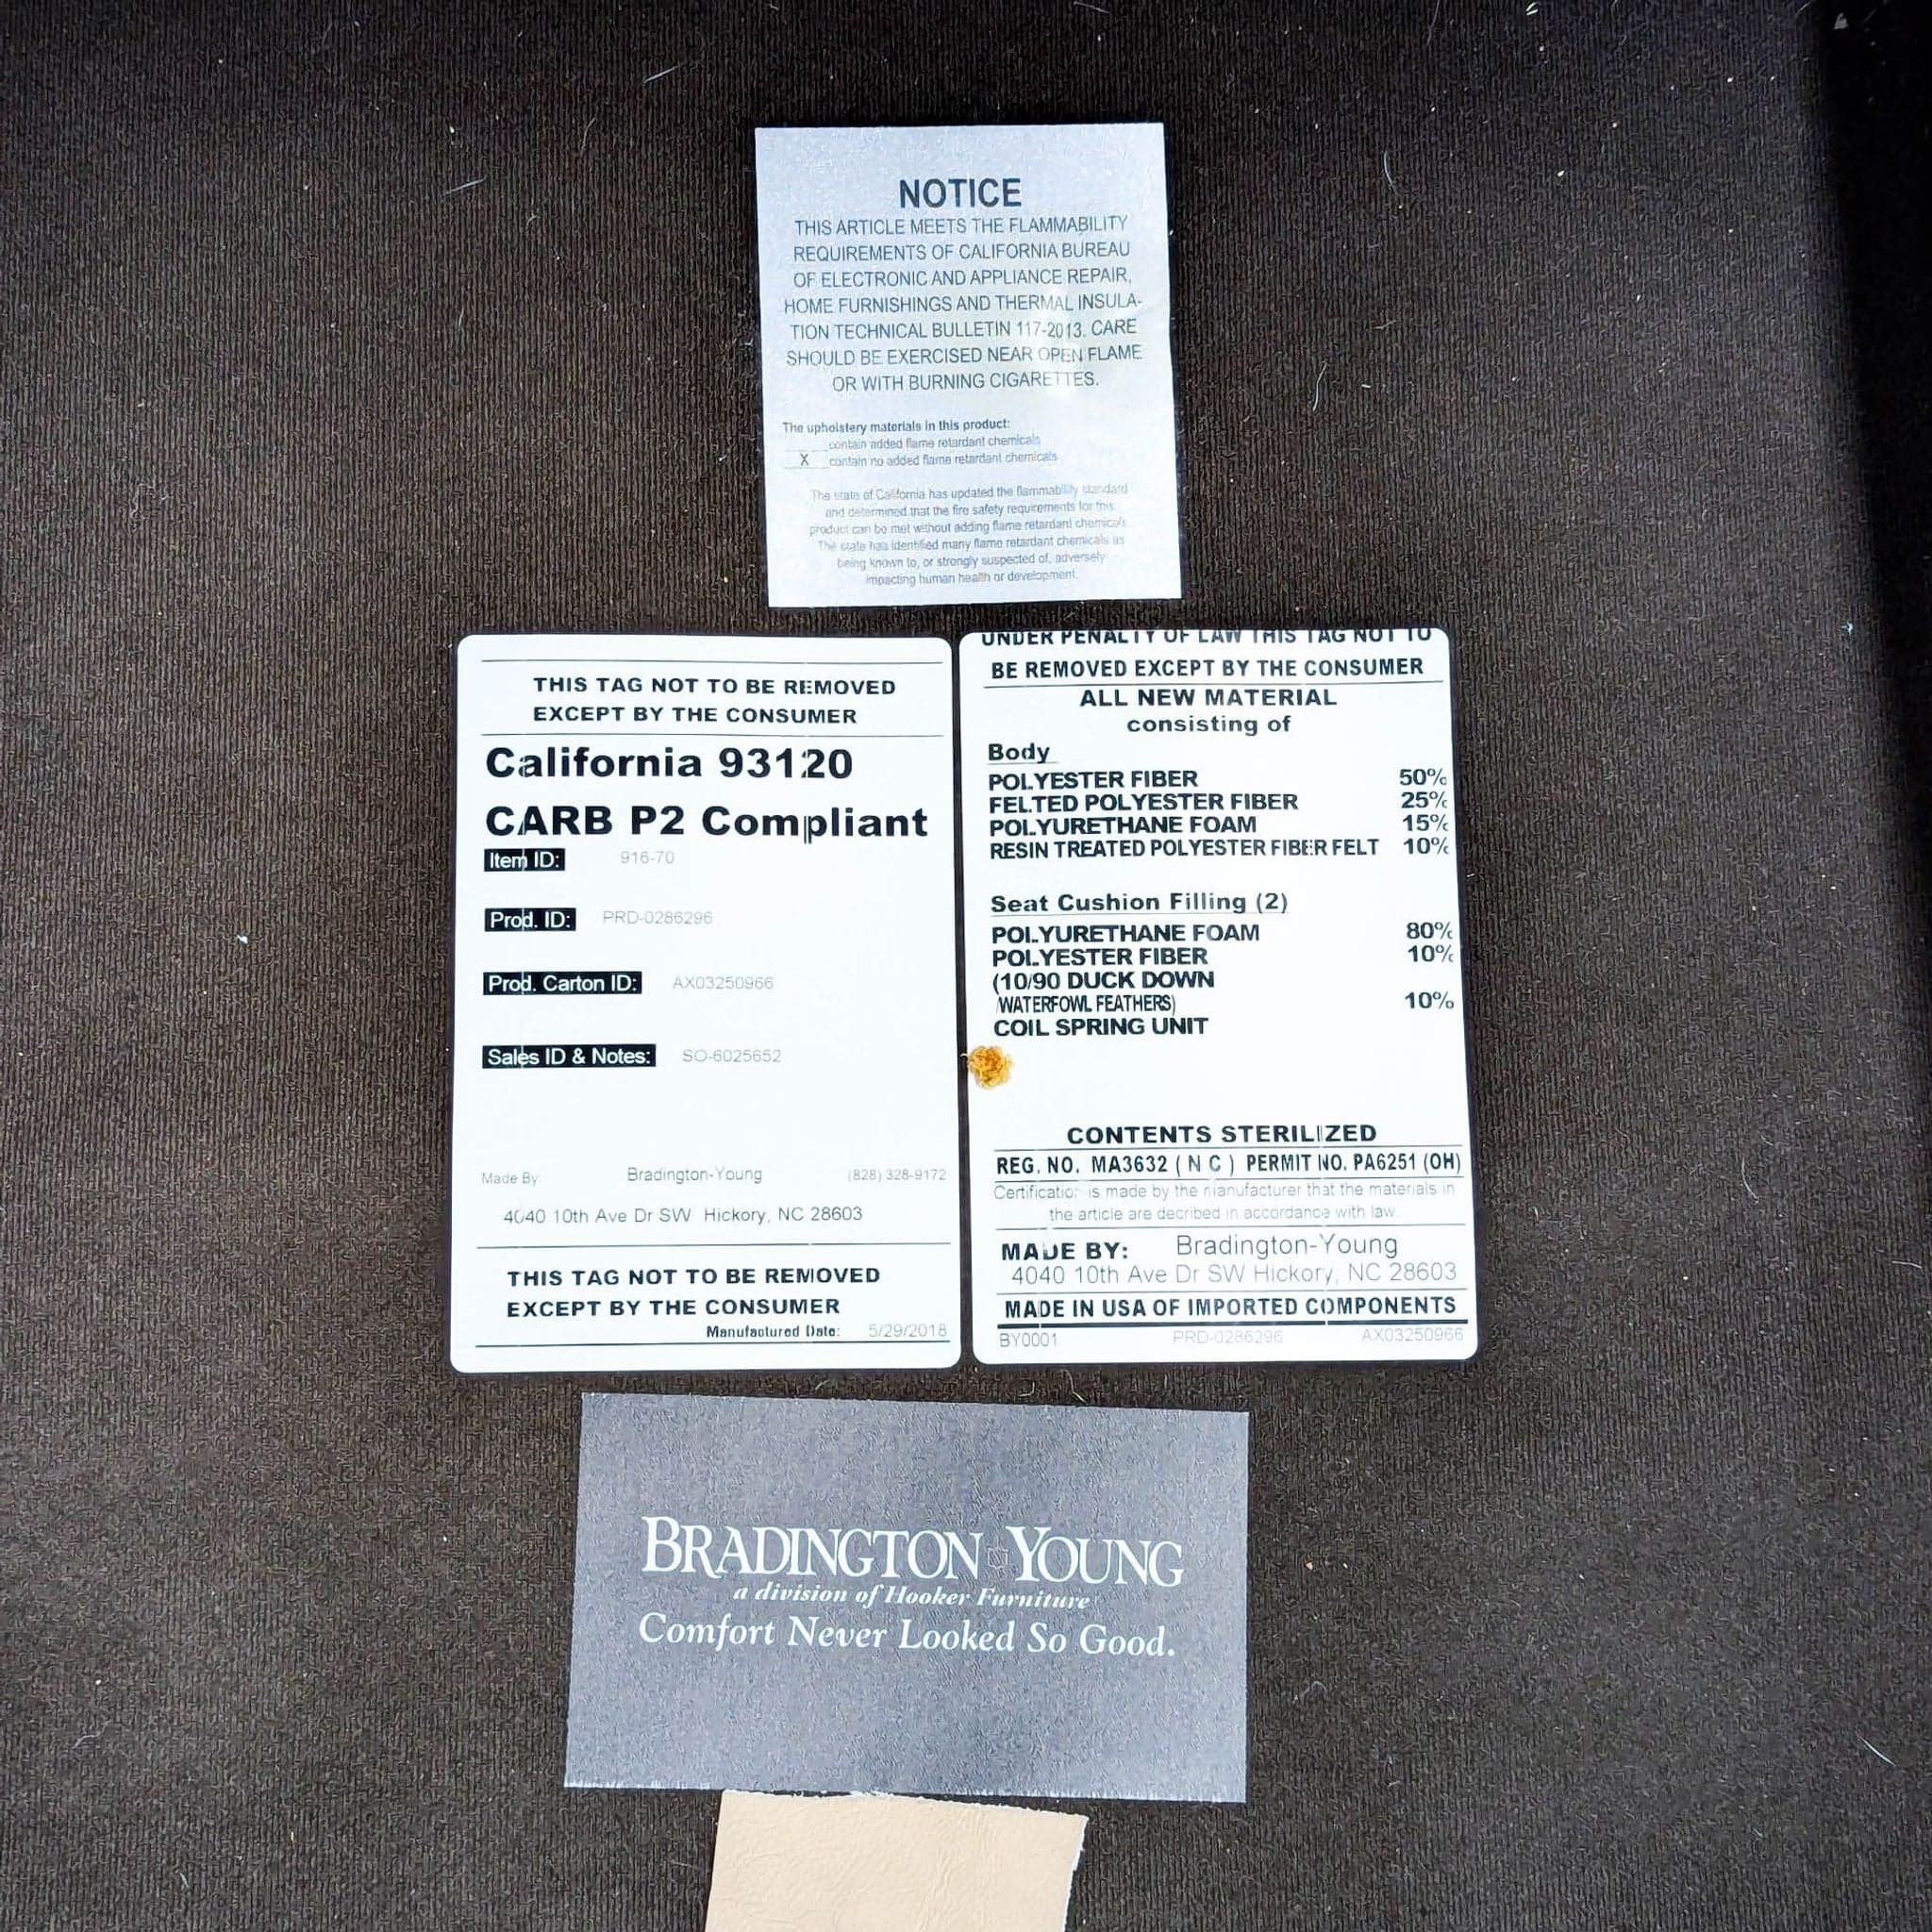 NOTICE
THIS ARTICLE MEETS THE FLAMMABILITY
REQUIREMENTS OF CALIFORNIA BUREAU
OF ELECTRONIC AND APPLIANCE REPAIR,
HOME FURNISHINGS AND THERMAL INSULA-
TION TECHNICAL BULLETIN 117-2013. CARE
SHOULD BE EXERCISED NEAR OPEN FLAME
OR WITH BURNING CIGARETTES.
The upholstery materials in this product:
contain added flame retardant chemicals
X contain no added flame retardant chemicals
The state of California has updated the flammability standard
and determined that the fire safety requirements for this
product can be met without adding flame retardant chemicals
The state has identified many flame retardant chemicals as
being known to, or strongly suspected of, adversely
impacting human health or development.
THIS TAG NOT TO BE REMOVED
EXCEPT BY THE CONSUMER
California 93120
CARB P2 Compliant
Item ID: 916-70
Prod. ID: PRD-0286296
Prod. Carton ID: AX03250966
Sales ID & Notes: SO-6025652
Made By: Bradington-Young (828) 328-9172
4040 10th Ave Dr SW Hickory, NC 28603
THIS TAG NOT TO BE REMOVED
EXCEPT BY THE CONSUMER
Manufactured Date: 5/29/2018
UNDER PENALTY OF LAW THIS TAG NOT TO
BE REMOVED EXCEPT BY THE CONSUMER
ALL NEW MATERIAL
consisting of
Body
POLYESTER FIBER 50%
FELTED POLYESTER FIBER 25%
POLYURETHANE FOAM 15%
RESIN TREATED POLYESTER FIBER FELT 10%
Seat Cushion Filling (2)
POLYURETHANE FOAM 80%
POLYESTER FIBER 10%
(10/90 DUCK DOWN
/WATERFOWL FEATHERS) 10%
COIL SPRING UNIT
CONTENTS STERILIZED
REG. NO. MA3632 ( N C ) PERMIT NO. PA6251 (OH)
Certification is made by the manufacturer that the materials in
the article are decribed in accordance with law.
MADE BY: Bradington-Young
4040 10th Ave Dr SW Hickory, NC 28603
MADE IN USA OF IMPORTED COMPONENTS
BY0001 PRD-0286296 AX03250966
BRADINGTON-YOUNG
a division of Hooker Furniture
Comfort Never Looked So Good.